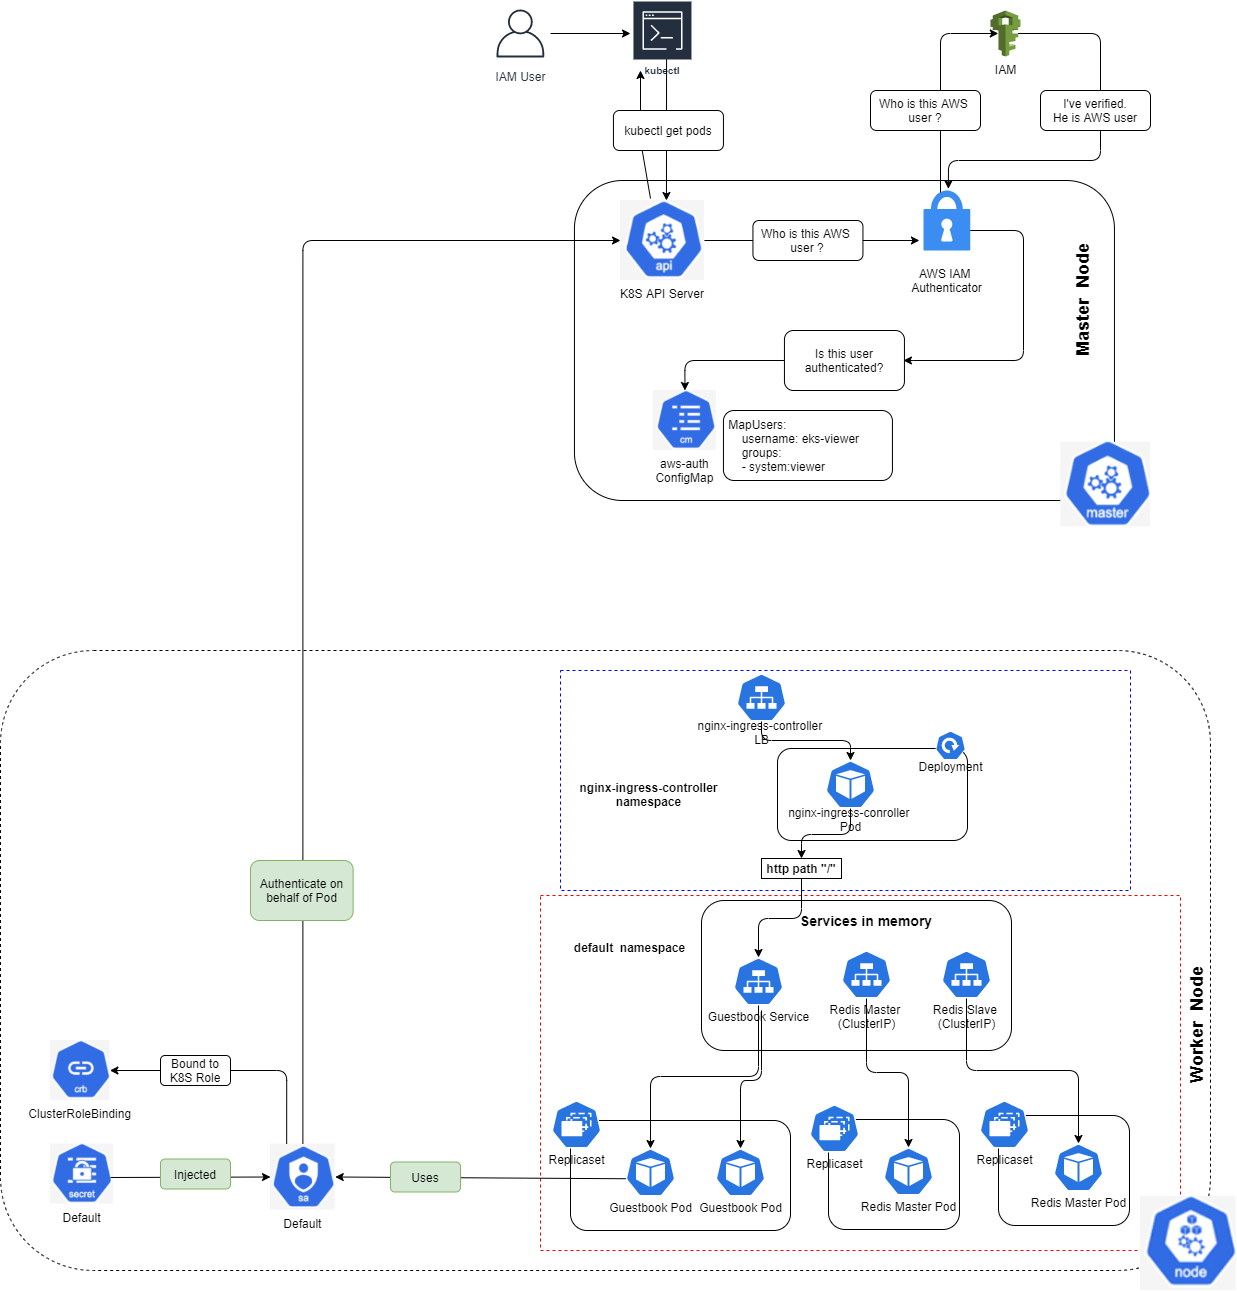 IAM User
kubectl
IAM
Who is this AWS
user ?
I've verified.
He is AWS user
kubectl get pods
Who is this AWS
user ?
api
K8S API Server
AWS IAM
Authenticator
Master Node
Is this user
authenticated?
cm
aws-auth
ConfigMap
MapUsers:
username: eks-viewer
groups:
- system:viewer
master
nginx-ingress-controller
LB
Deployment
nginx-ingress-controller
namespace
nginx-ingress-conroller
Pod
http path "/"
Authenticate on
behalf of Pod
Services in memory
default namespace
Guestbook Service
Redis Master
(ClusterIP)
Redis Slave
(ClusterIP)
Worker Node
Bound to
K8S Role
crb
ClusterRoleBinding
Replicaset
Replicaset
Replicaset
Injected
Uses
secret
Default
sa
Default
Guestbook Pod
Guestbook Pod
Redis Master Pod
Redis Master Pod
node